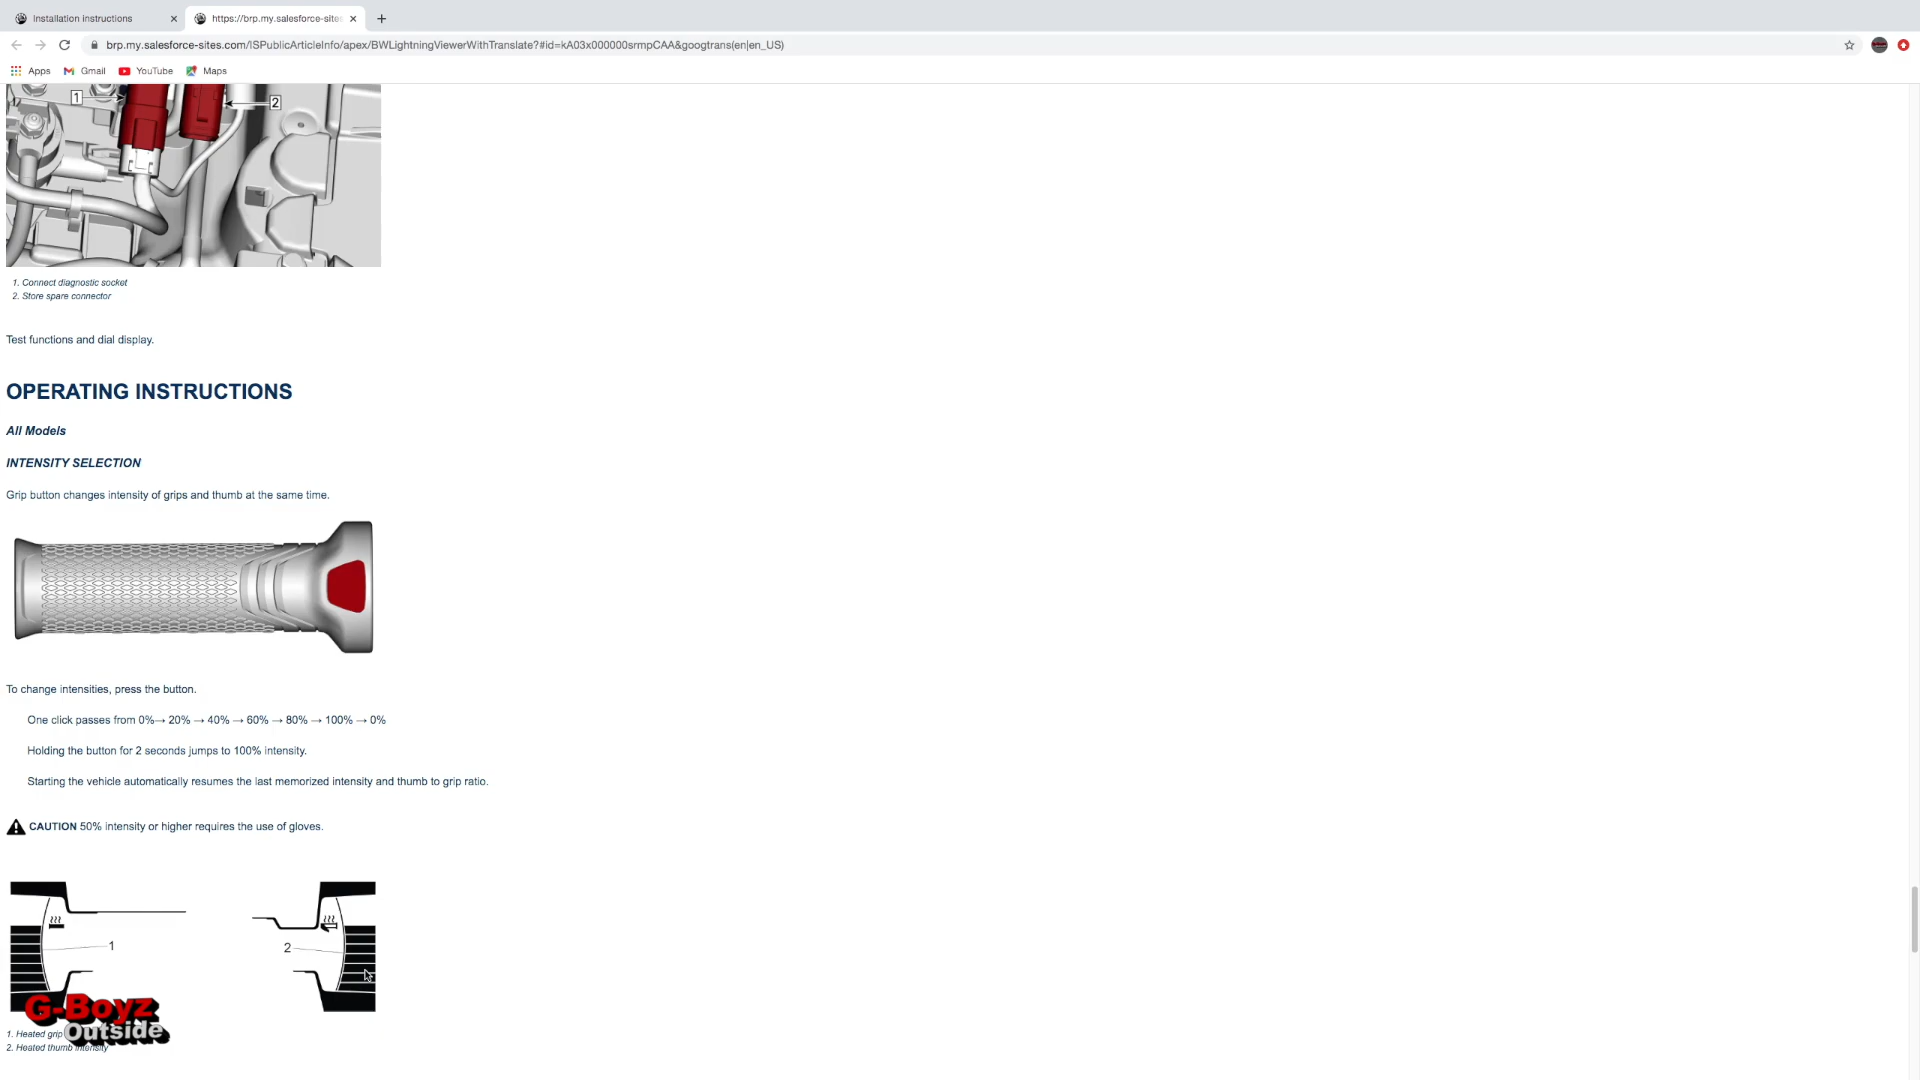 Installation instructions
https://brp.my.salesforce-sites
brp.my.salesforce-sites.com/ISPublicArticleInfo/apex/BWLightningViewerWithTranslate?#id=kA03x000000srmpCAA&googtrans(en|en_US)
Apps Gmail YouTube Maps
1 2
1. Connect diagnostic socket
2. Store spare connector
Test functions and dial display.
OPERATING INSTRUCTIONS
All Models
INTENSITY SELECTION
Grip button changes intensity of grips and thumb at the same time.
To change intensities, press the button.
One click passes from 0%→ 20% → 40% → 60% → 80% → 100% → 0%
Holding the button for 2 seconds jumps to 100% intensity.
Starting the vehicle automatically resumes the last memorized intensity and thumb to grip ratio.
CAUTION 50% intensity or higher requires the use of gloves.
1 2
G-Boyz
Outside
1. Heated grip
2. Heated thumb intensity